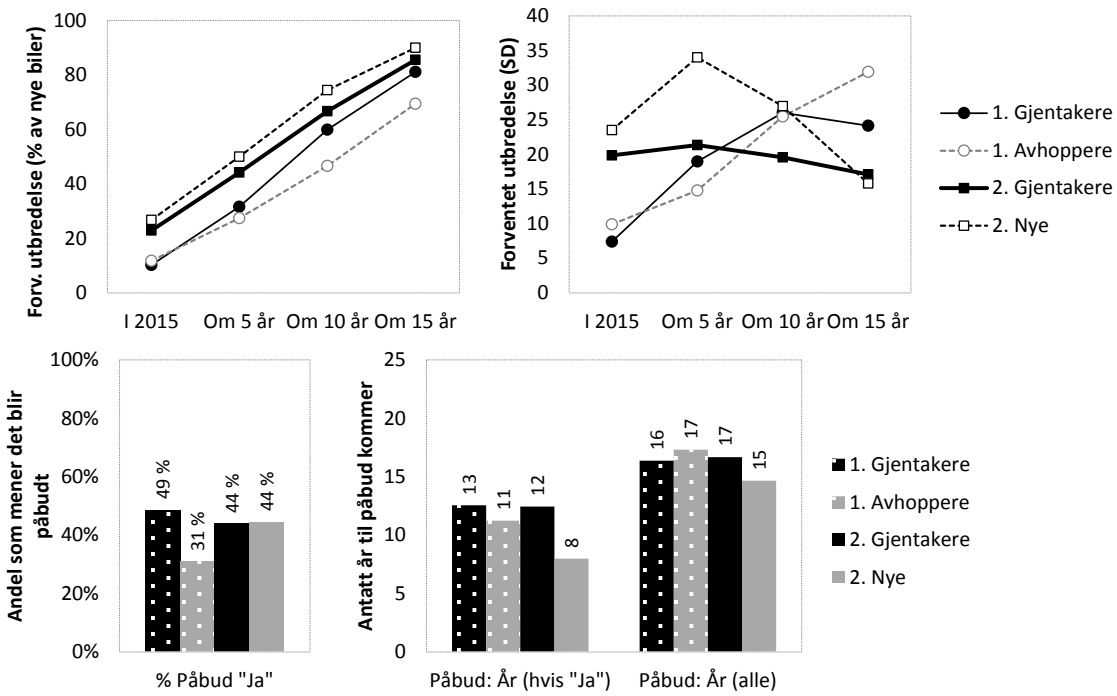 Forv. utbredelse (% av nye biler)
100
80
60
40
20
0
I 2015 Om 5 år Om 10 år Om 15 år
Forventet utbredelse (SD)
40
35
30
25
20
15
10
5
0
I 2015 Om 5 år Om 10 år Om 15 år
1. Gjentakere
1. Avhoppere
2. Gjentakere
2. Nye
Andel som mener det blir
påbudt
100%
80%
60%
40%
20%
0%
49 %
31 %
44 %
44 %
% Påbud "Ja"
Antatt år til påbud kommer
25
20
15
10
5
0
13
11
12
8
16
17
17
15
Påbud: År (hvis "Ja") Påbud: År (alle)
1. Gjentakere
1. Avhoppere
2. Gjentakere
2. Nye